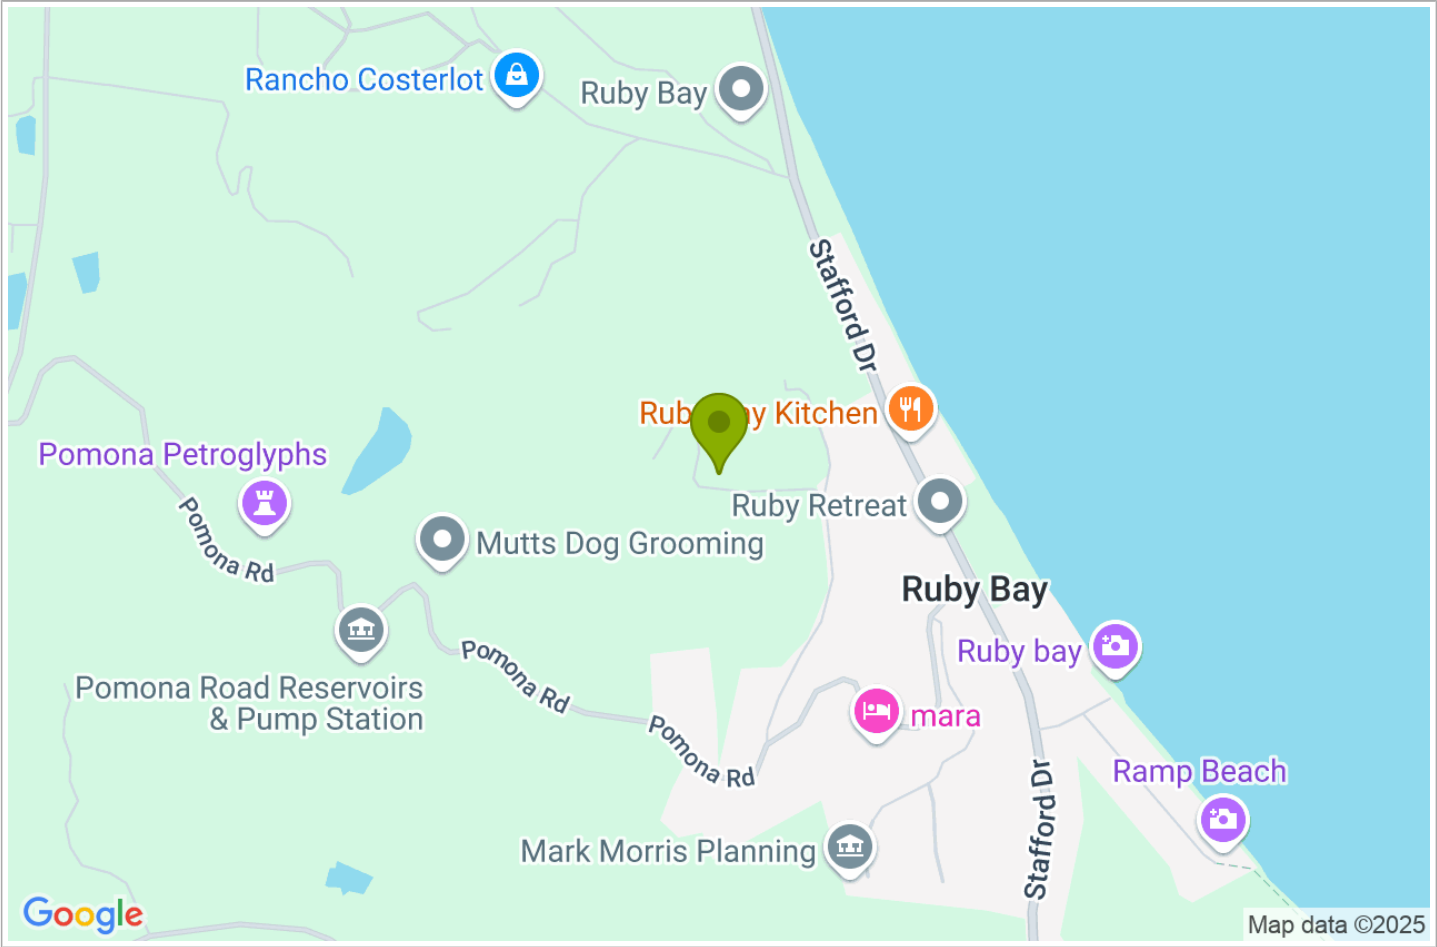 Rancho Costerlot
Ruby Bay
Stafford Dr
Ruby Bay Kitchen
Pomona Petroglyphs
Ruby Retreat
Pomona Rd
Mutts Dog Grooming
Ruby Bay
Pomona Rd
Ruby bay
Pomona Road Reservoirs
& Pump Station
mara
Pomona Rd
Ramp Beach
Stafford Dr
Mark Morris Planning
Google
Map data ©2025